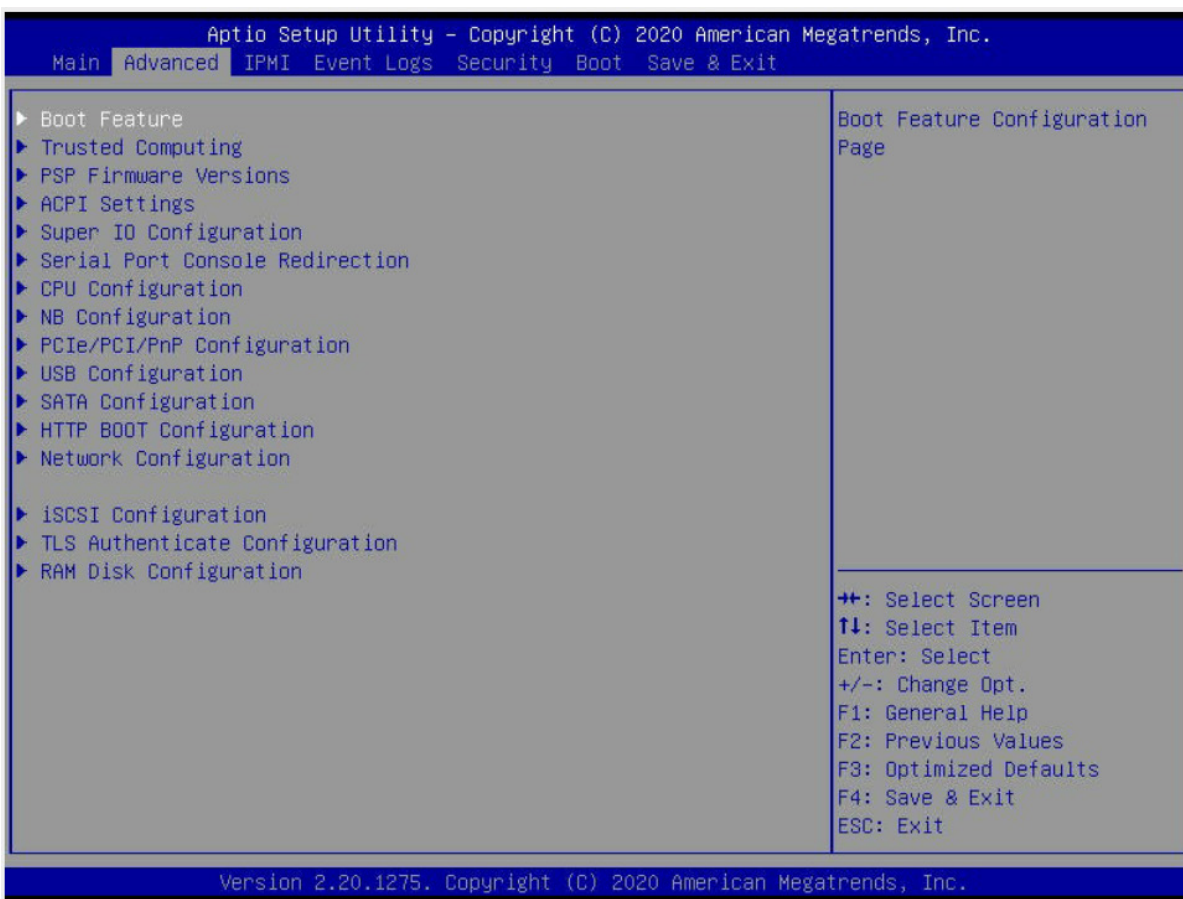 Aptio Setup Utility – Copyright (C) 2020 American Megatrends, Inc.
Main Advanced IPMI Event Logs Security Boot Save & Exit
▶ Boot Feature
▶ Trusted Computing
▶ PSP Firmware Versions
▶ ACPI Settings
▶ Super IO Configuration
▶ Serial Port Console Redirection
▶ CPU Configuration
▶ NB Configuration
▶ PCIe/PCI/PnP Configuration
▶ USB Configuration
▶ SATA Configuration
▶ HTTP BOOT Configuration
▶ Network Configuration
▶ iSCSI Configuration
▶ TLS Authenticate Configuration
▶ RAM Disk Configuration
Boot Feature Configuration
Page
→←: Select Screen
↑↓: Select Item
Enter: Select
+/-: Change Opt.
F1: General Help
F2: Previous Values
F3: Optimized Defaults
F4: Save & Exit
ESC: Exit
Version 2.20.1275. Copyright (C) 2020 American Megatrends, Inc.